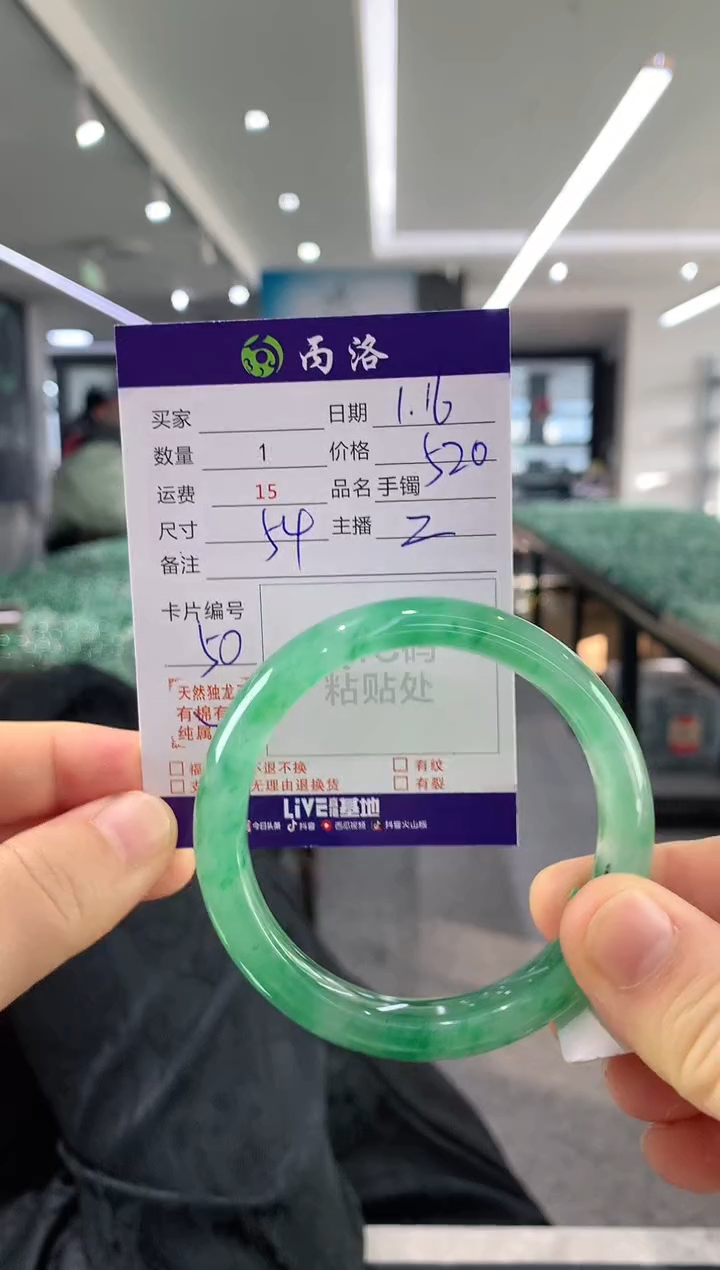 丙洛
买家 日期 1.16
数量 1 价格 520
运费 15 品名 手镯
尺寸 54 主播 Z
备注
卡片编号
50
码
粘贴处
天然独龙
有棉有
纯属
不退不换 有纹
无理由退换货 有裂
LiVE 基地
今日头条 抖音 西瓜视频 抖音火山版